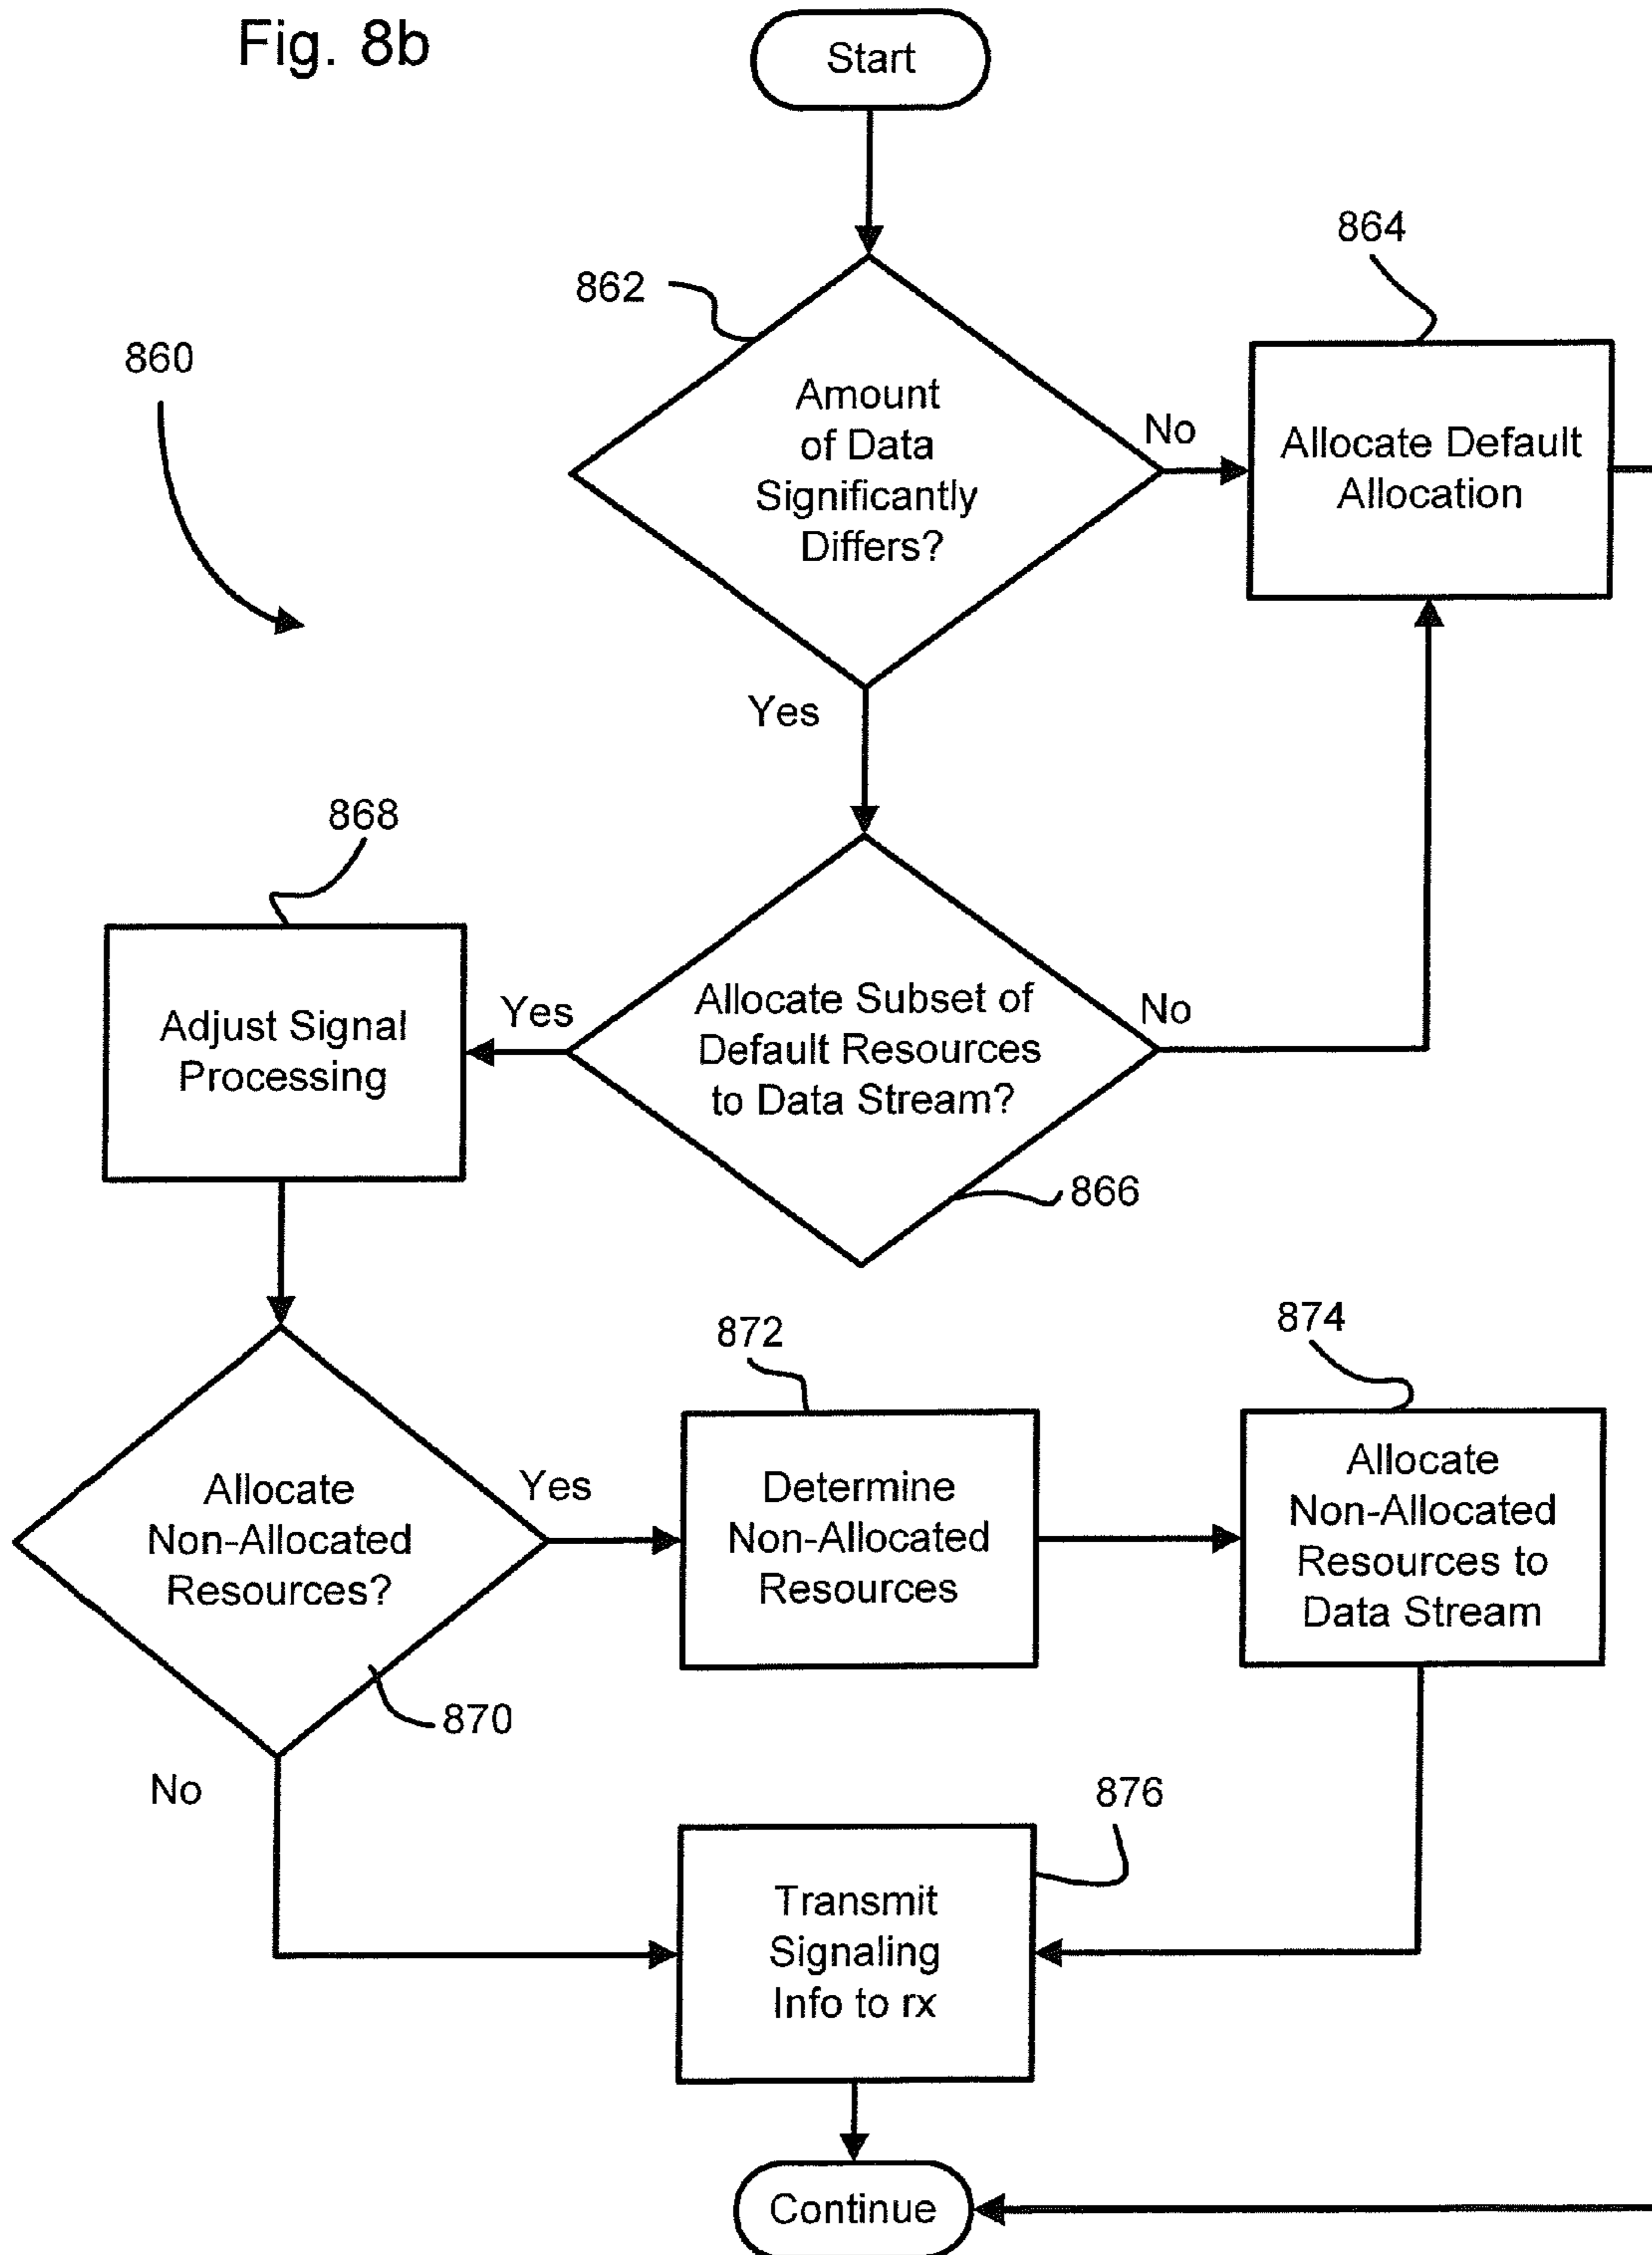 Fig. 8b
Start
864
862
860
Amount
of Data
Significantly
Differs?
No
Allocate Default
Allocation
Yes
868
Allocate Subset of
Default Resources
to Data Stream?
Yes
No
Adjust Signal
Processing
866
872
874
Allocate
Non-Allocated
Resources?
Yes
Determine
Non-Allocated
Resources
Allocate
Non-Allocated
Resources to
Data Stream
870
No
876
Transmit
Signaling
Info to rx
Continue